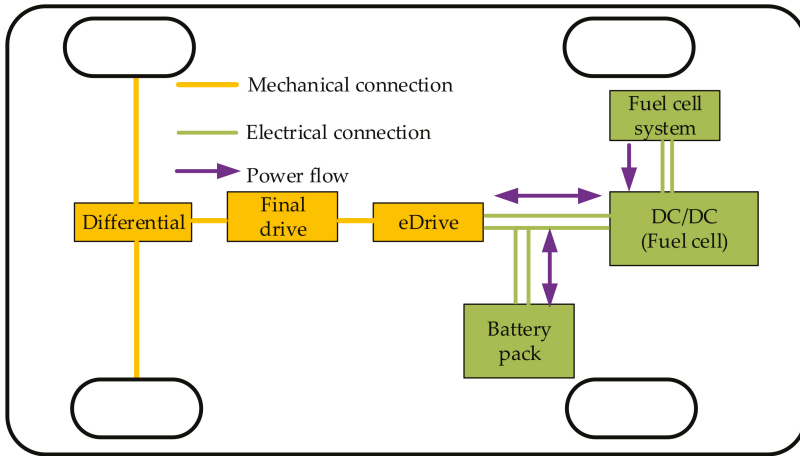 Mechanical connection
Electrical connection
Power flow
Fuel cell
system
Differential
Final
drive
eDrive
DC/DC
(Fuel cell)
Battery
pack